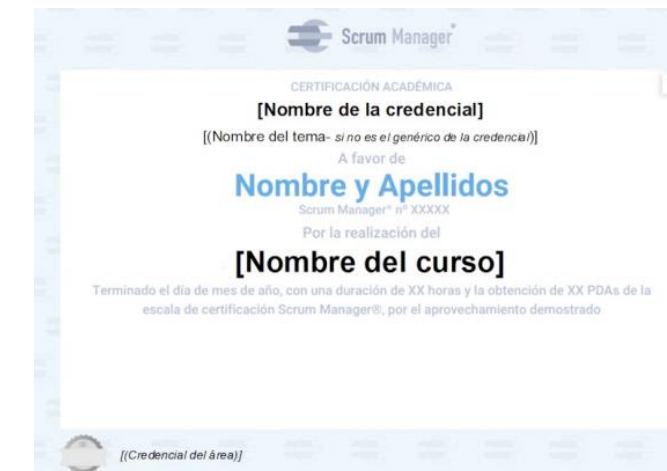 Scrum Manager®
CERTIFICACIÓN ACADÉMICA
[Nombre de la credencial]
[(Nombre del tema- si no es el genérico de la credencial)]
A favor de
Nombre y Apellidos
Scrum Manager® nº XXXXX
Por la realización del
[Nombre del curso]
Terminado el día de mes de año, con una duración de XX horas y la obtención de XX PDAs de la
escala de certificación Scrum Manager®, por el aprovechamiento demostrado
[(Credencial del área)]